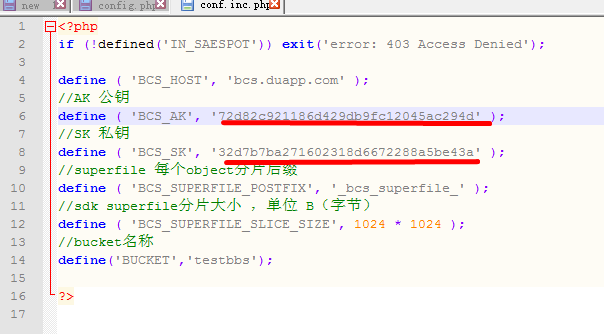 new
config.php
conf.inc.php
1 <?php
2 if (!defined('IN_SAESPOT')) exit('error: 403 Access Denied');
3
4 define ( 'BCS_HOST', 'bcs.duapp.com' );
5 //AK 公钥
6 define ( 'BCS_AK', '72d82c921186d429db9fc12045ac294d' );
7 //SK 私钥
8 define ( 'BCS_SK', '32d7b7ba271602318d6672288a5be43a' );
9 //superfile 每个object分片后缀
10 define ( 'BCS_SUPERFILE_POSTFIX', '_bcs_superfile_' );
11 //sdk superfile分片大小 ，单位 B（字节）
12 define ( 'BCS_SUPERFILE_SLICE_SIZE', 1024 * 1024 );
13 //bucket名称
14 define('BUCKET','testbbs');
15
16 ?>
17